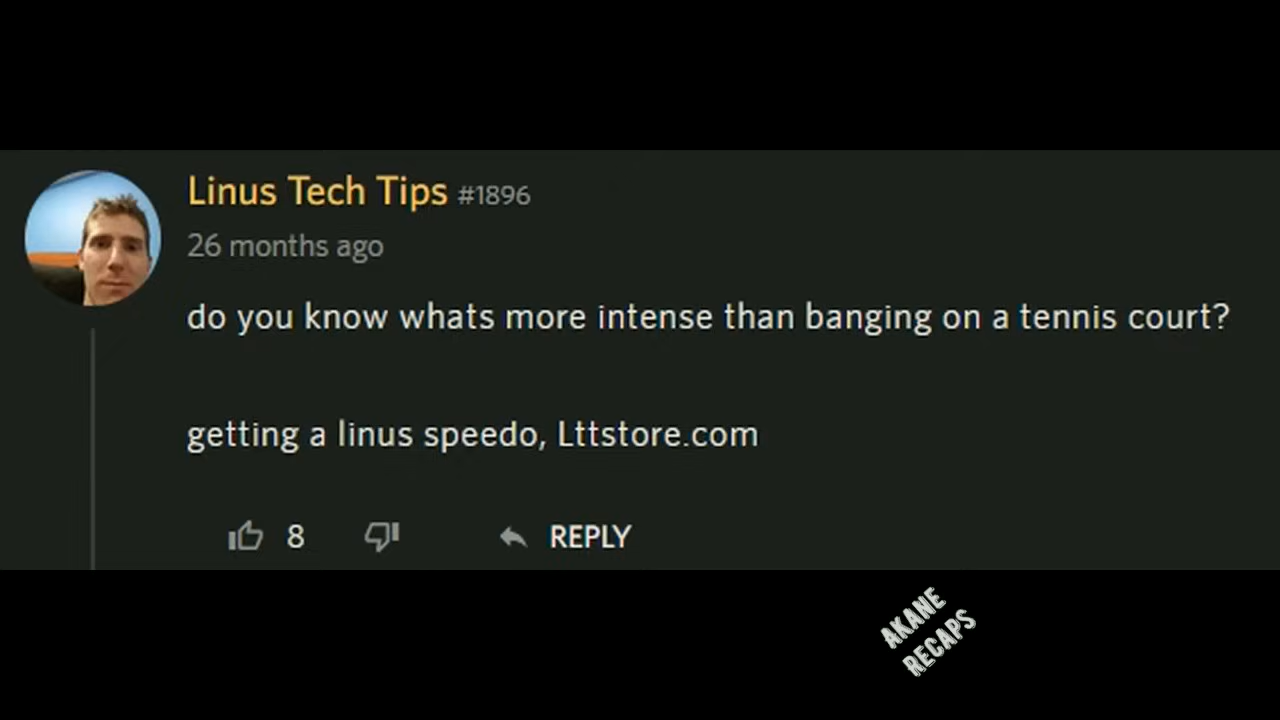 Linus Tech Tips #1896
26 months ago
do you know whats more intense than banging on a tennis court?
getting a linus speedo, Lttstore.com
8 REPLY
AKANE
RECAPS